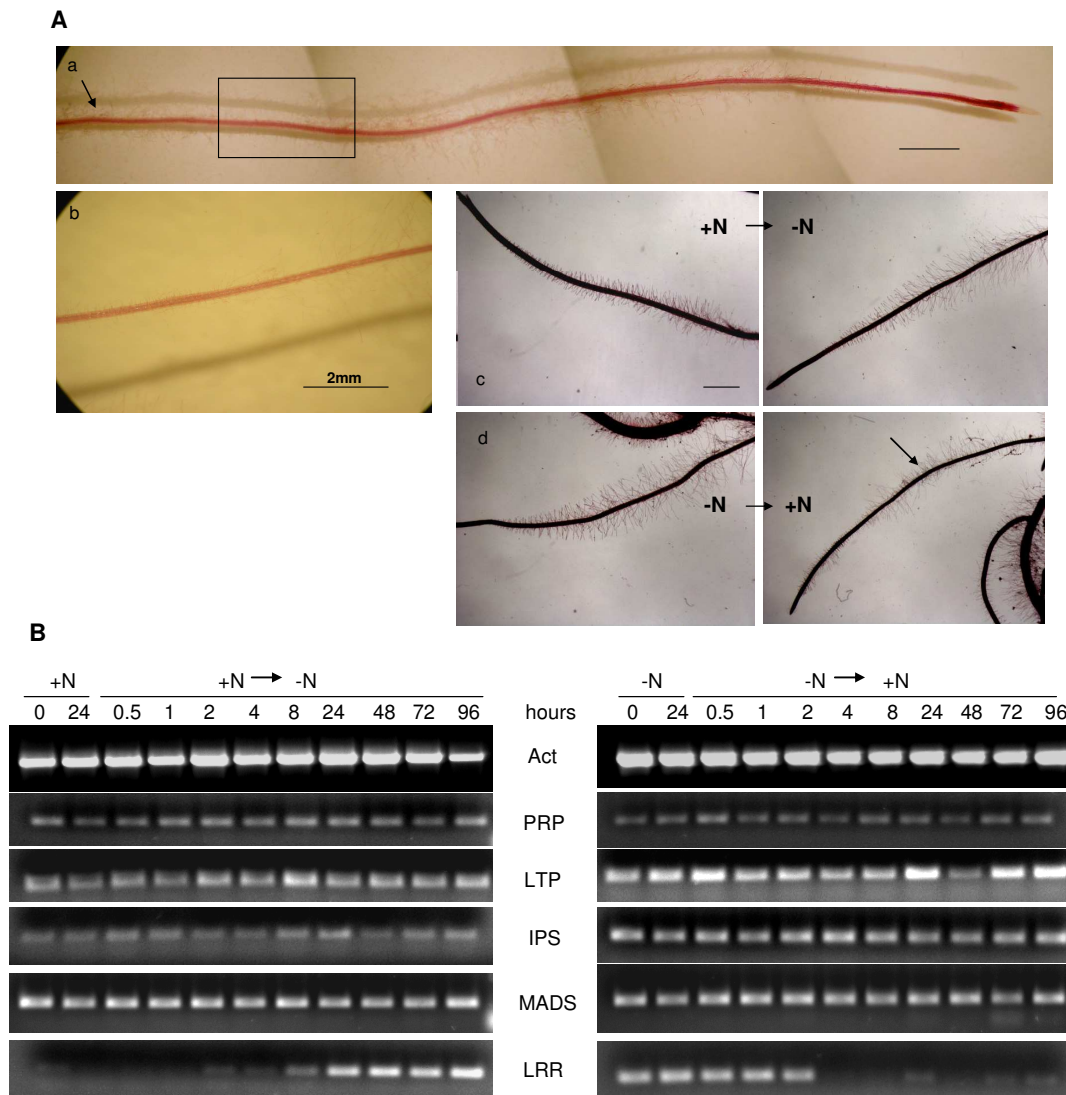 A
a
b
2mm
c
+N → -N
d
-N → +N
B
+N +N → -N
0 24 0.5 1 2 4 8 24 48 72 96
hours
-N -N → +N
0 24 0.5 1 2 4 8 24 48 72 96
Act
PRP
LTP
IPS
MADS
LRR